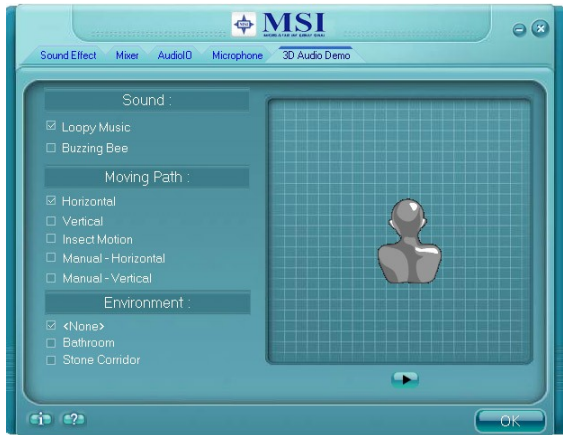 MSI
Sound Effect Mixer AudioIO Microphone 3D Audio Demo
Sound :
Loopy Music
Buzzing Bee
Moving Path :
Horizontal
Vertical
Insect Motion
Manual - Horizontal
Manual - Vertical
Environment :
<None>
Bathroom
Stone Corridor
i ?
OK